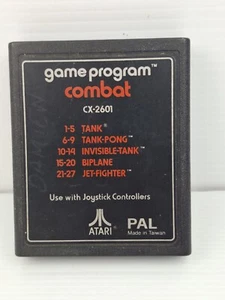 game program™
combat
CX-2601
1-5 TANK®
6-9 TANK-PONG™
10-14 INVISIBLE-TANK™
15-20 BIPLANE
21-27 JET-FIGHTER™
Use with Joystick Controllers
ATARI®
PAL
Made in Taiwan